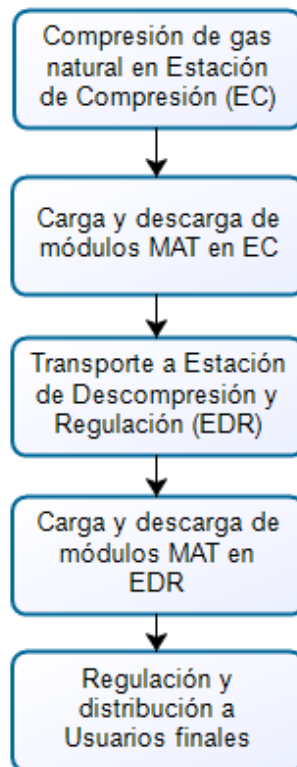 Compresión de gas
natural en Estación
de Compresión (EC)
Carga y descarga de
módulos MAT en EC
Transporte a Estación
de Descompresión y
Regulación (EDR)
Carga y descarga de
módulos MAT en
EDR
Regulación y
distribución a
Usuarios finales